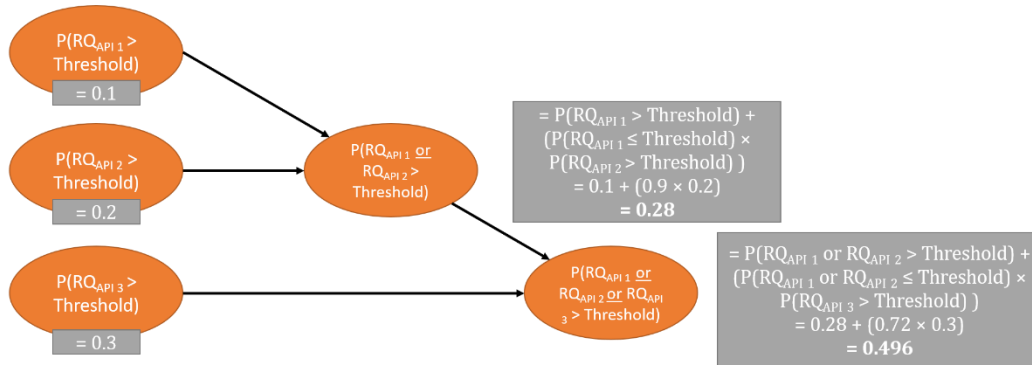 P(RQAPI 1 >
Threshold)
= 0.1
P(RQAPI 2 >
Threshold)
= 0.2
P(RQAPI 3 >
Threshold)
= 0.3
P(RQAPI 1 or
RQAPI 2 >
Threshold)
= P(RQAPI 1 > Threshold) +
(P(RQAPI 1 ≤ Threshold) ×
P(RQAPI 2 > Threshold) )
= 0.1 + (0.9 × 0.2)
= 0.28
P(RQAPI 1 or
RQAPI 2 or RQAPI
3 > Threshold)
= P(RQAPI 1 or RQAPI 2 > Threshold) +
(P(RQAPI 1 or RQAPI 2 ≤ Threshold) ×
P(RQAPI 3 > Threshold) )
= 0.28 + (0.72 × 0.3)
= 0.496